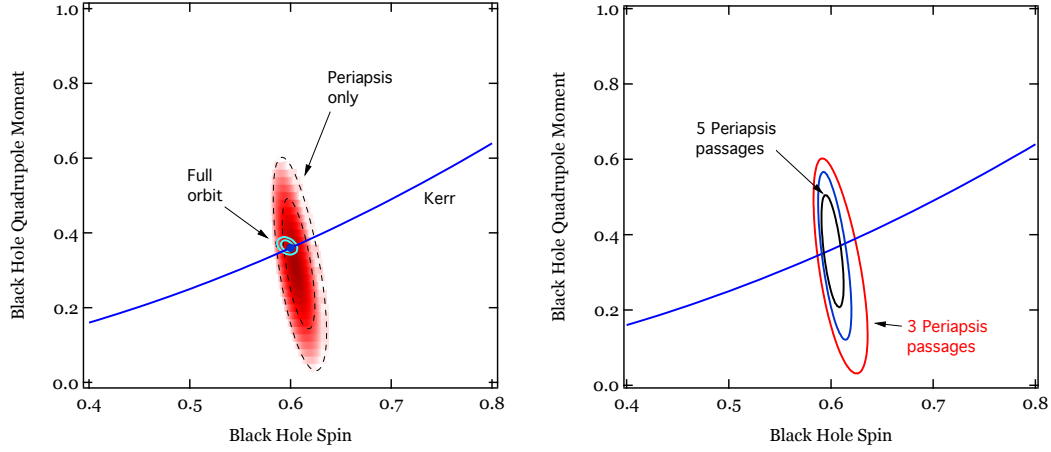 1.0
0.8
0.6
0.4
0.2
0.0
Black Hole Quadrupole Moment
Periapsis
only
Full
orbit
Kerr
0.4
0.5
0.6
0.7
0.8
Black Hole Spin
1.0
0.8
0.6
0.4
0.2
0.0
Black Hole Quadrupole Moment
5 Periapsis
passages
3 Periapsis
passages
0.4
0.5
0.6
0.7
0.8
Black Hole Spin